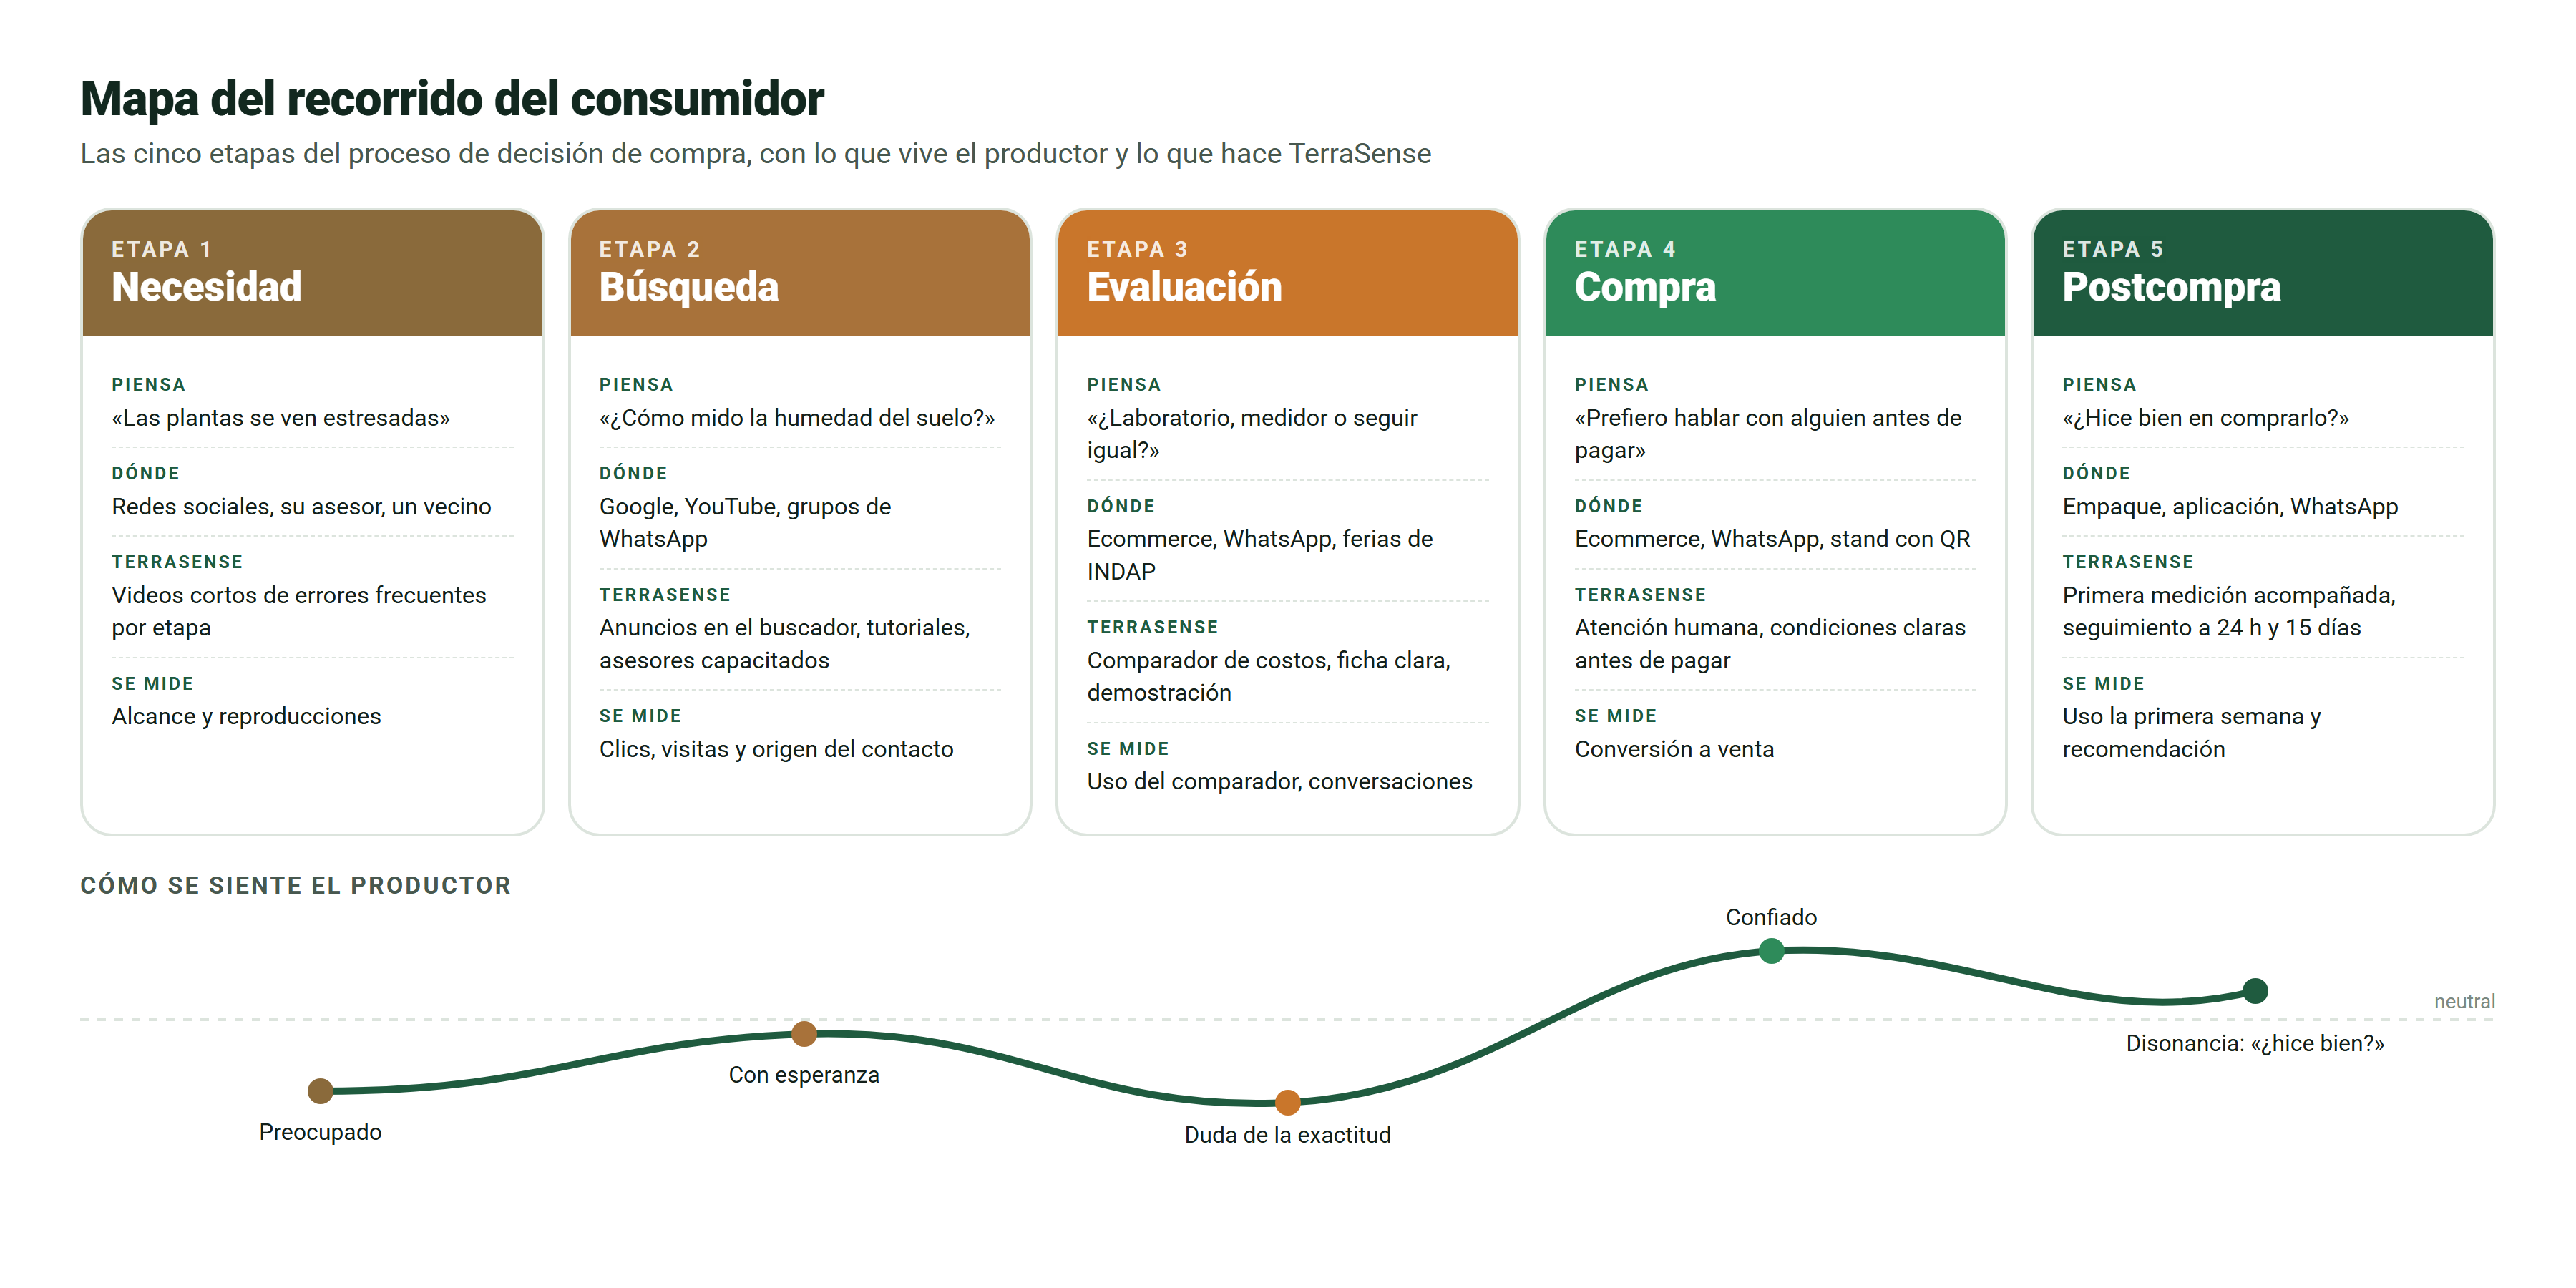 Mapa del recorrido del consumidor
Las cinco etapas del proceso de decisión de compra, con lo que vive el productor y lo que hace TerraSense
ETAPA 1
Necesidad
PIENSA
«Las plantas se ven estresadas»
DÓNDE
Redes sociales, su asesor, un vecino
TERRASENSE
Videos cortos de errores frecuentes
por etapa
SE MIDE
Alcance y reproducciones
ETAPA 2
Búsqueda
PIENSA
«¿Cómo mido la humedad del suelo?»
DÓNDE
Google, YouTube, grupos de
WhatsApp
TERRASENSE
Anuncios en el buscador, tutoriales,
asesores capacitados
SE MIDE
Clics, visitas y origen del contacto
ETAPA 3
Evaluación
PIENSA
«¿Laboratorio, medidor o seguir
igual?»
DÓNDE
Ecommerce, WhatsApp, ferias de
INDAP
TERRASENSE
Comparador de costos, ficha clara,
demostración
SE MIDE
Uso del comparador, conversaciones
ETAPA 4
Compra
PIENSA
«Prefiero hablar con alguien antes de
pagar»
DÓNDE
Ecommerce, WhatsApp, stand con QR
TERRASENSE
Atención humana, condiciones claras
antes de pagar
SE MIDE
Conversión a venta
ETAPA 5
Postcompra
PIENSA
«¿Hice bien en comprarlo?»
DÓNDE
Empaque, aplicación, WhatsApp
TERRASENSE
Primera medición acompañada,
seguimiento a 24 h y 15 días
SE MIDE
Uso la primera semana y
recomendación
CÓMO SE SIENTE EL PRODUCTOR
Preocupado
Con esperanza
Duda de la exactitud
Confiado
Disonancia: «¿hice bien?»
neutral